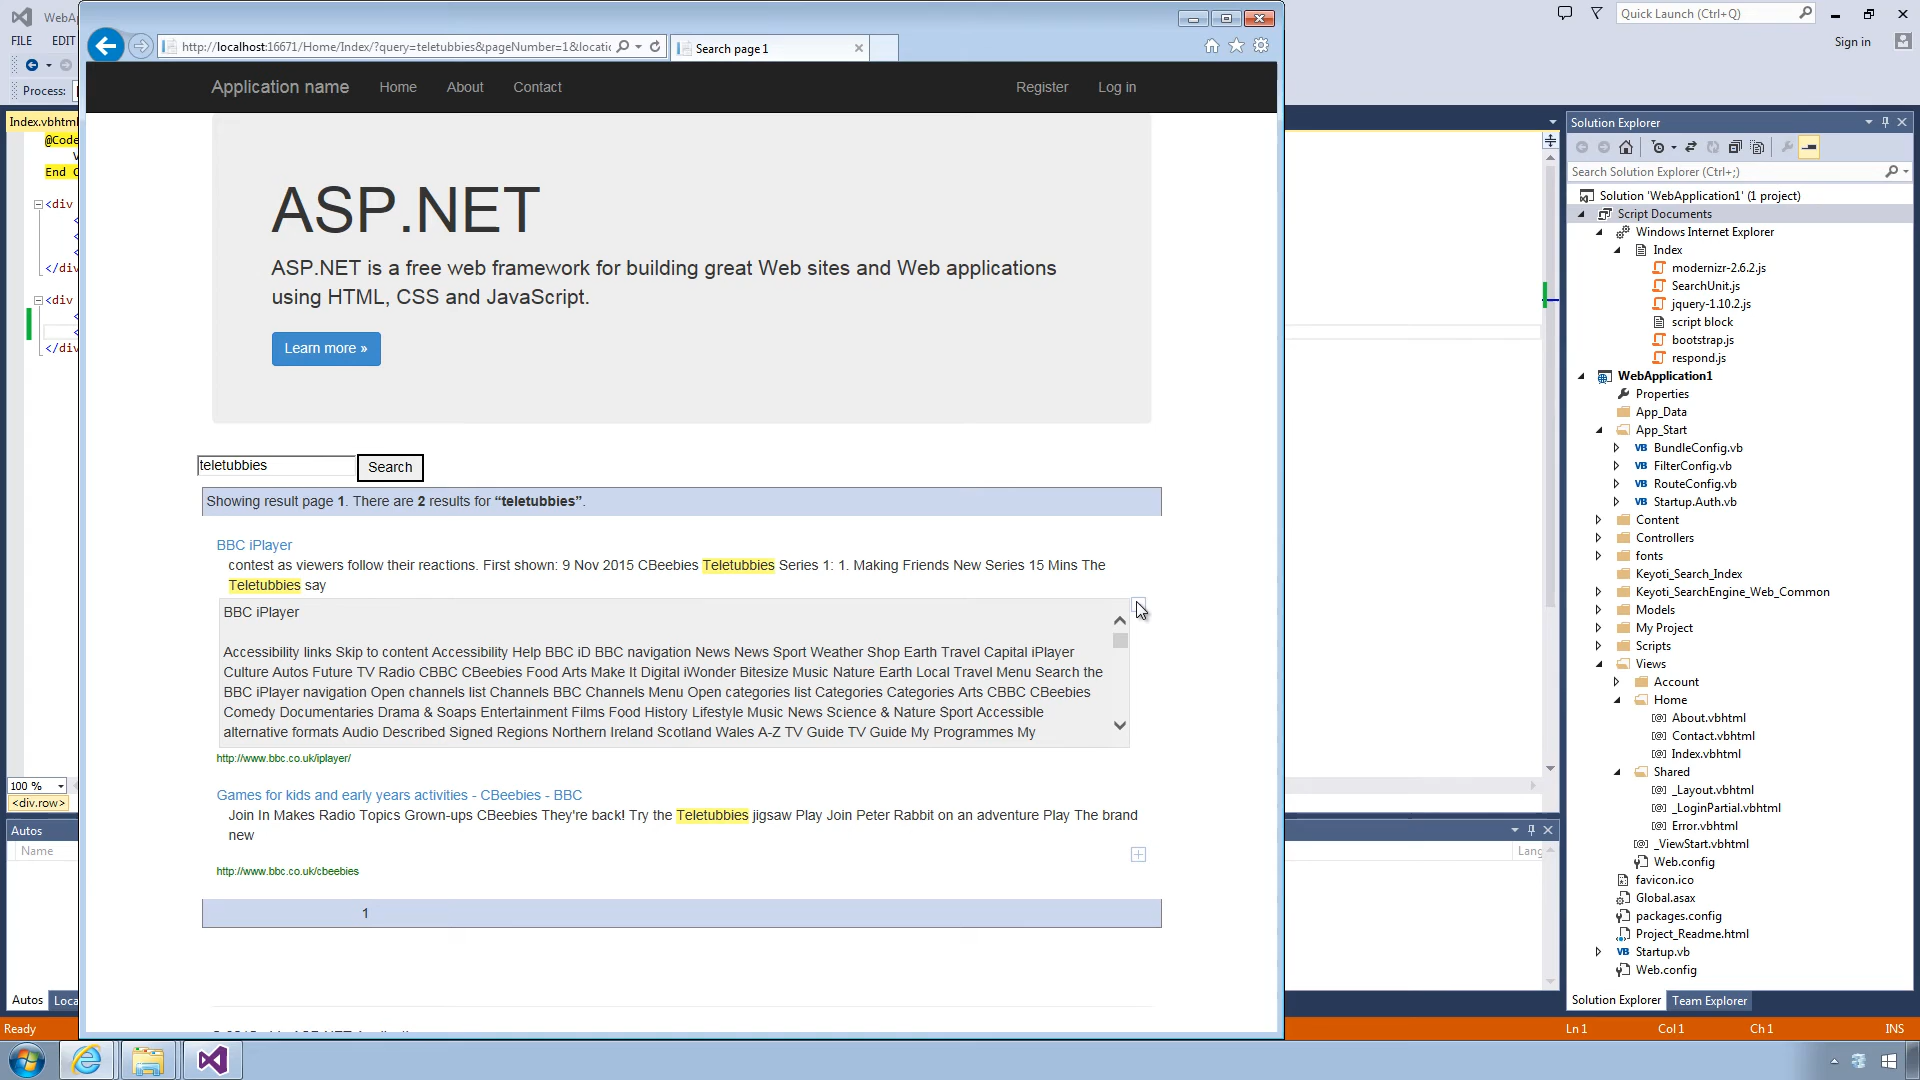 WebAp
Quick Launch (Ctrl+Q)
FILE
EDIT
Sign in
Process:
http://localhost:16671/Home/Index/?query=teletubbies&pageNumber=1&locatic
Search page 1
Application name
Home
About
Contact
Register
Log in
Index.vbhtml
@Code
V
End C
<div
<
<
<
</div
<div
<
<
</div
ASP.NET
ASP.NET is a free web framework for building great Web sites and Web applications
using HTML, CSS and JavaScript.
Learn more »
teletubbies
Search
Showing result page 1. There are 2 results for “teletubbies”.
BBC iPlayer
contest as viewers follow their reactions. First shown: 9 Nov 2015 CBeebies Teletubbies Series 1: 1. Making Friends New Series 15 Mins The
Teletubbies say
BBC iPlayer
Accessibility links Skip to content Accessibility Help BBC iD BBC navigation News News Sport Weather Shop Earth Travel Capital iPlayer
Culture Autos Future TV Radio CBBC CBeebies Food Arts Make It Digital iWonder Bitesize Music Nature Earth Local Travel Menu Search the
BBC iPlayer navigation Open channels list Channels BBC Channels Menu Open categories list Categories Categories Arts CBBC CBeebies
Comedy Documentaries Drama & Soaps Entertainment Films Food History Lifestyle Music News Science & Nature Sport Accessible
alternative formats Audio Described Signed Regions Northern Ireland Scotland Wales A-Z TV Guide TV Guide My Programmes My
http://www.bbc.co.uk/iplayer/
Games for kids and early years activities - CBeebies - BBC
Join In Makes Radio Topics Grown-ups CBeebies They're back! Try the Teletubbies jigsaw Play Join Peter Rabbit on an adventure Play The brand
new
http://www.bbc.co.uk/cbeebies
1
100 %
<div.row>
Autos
Name
Lang
Autos
Loca
Solution Explorer
Search Solution Explorer (Ctrl+;)
Solution 'WebApplication1' (1 project)
Script Documents
Windows Internet Explorer
Index
modernizr-2.6.2.js
SearchUnit.js
jquery-1.10.2.js
script block
bootstrap.js
respond.js
WebApplication1
Properties
App_Data
App_Start
VB BundleConfig.vb
VB FilterConfig.vb
VB RouteConfig.vb
VB Startup.Auth.vb
Content
Controllers
fonts
Keyoti_Search_Index
Keyoti_SearchEngine_Web_Common
Models
My Project
Scripts
Views
Account
Home
[@] About.vbhtml
[@] Contact.vbhtml
[@] Index.vbhtml
Shared
[@] _Layout.vbhtml
[@] _LoginPartial.vbhtml
[@] Error.vbhtml
[@] _ViewStart.vbhtml
Web.config
favicon.ico
Global.asax
packages.config
Project_Readme.html
VB Startup.vb
Web.config
Solution Explorer
Team Explorer
Ready
Ln 1
Col 1
Ch 1
INS